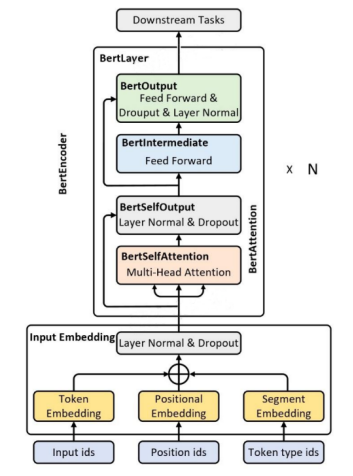 Downstream Tasks
BertLayer
BertOutput
Feed Forward &
Drouput & Layer Normal
BertIntermediate
Feed Forward
BertEncoder
x N
BertSelfOutput
Layer Normal & Dropout
BertAttention
BertSelfAttention
Multi-Head Attention
Input Embedding
Layer Normal & Dropout
Token
Embedding
Positional
Embedding
Segment
Embedding
Input ids
Position ids
Token type ids